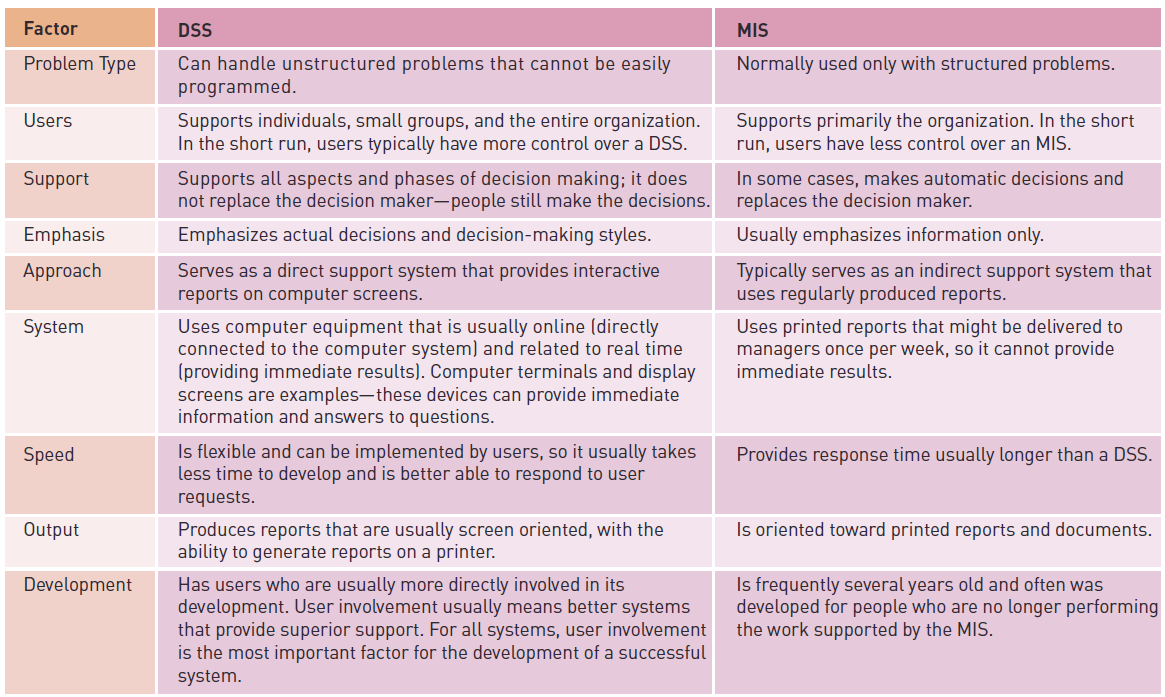 Factor DSS MIS
Problem Type Can handle unstructured problems that cannot be easily Normally used only with structured problems.
programmed.
Users Supports individuals, small groups, and the entire organization. Supports primarily the organization. In the short
In the short run, users typically have more control over a DSS. run, users have less control over an MIS.
Support Supports all aspects and phases of decision making; it does In some cases, makes automatic decisions and
not replace the decision maker—people still make the decisions. replaces the decision maker.
Emphasis Emphasizes actual decisions and decision-making styles. Usually emphasizes information only.
Approach Serves as a direct support system that provides interactive Typically serves as an indirect support system that
reports on computer screens. uses regularly produced reports.
System Uses computer equipment that is usually online (directly Uses printed reports that might be delivered to
connected to the computer system) and related to real time managers once per week, so it cannot provide
(providing immediate results). Computer terminals and display immediate results.
screens are examples—these devices can provide immediate
information and answers to questions.
Speed Is flexible and can be implemented by users, so it usually takes Provides response time usually longer than a DSS.
less time to develop and is better able to respond to user
requests.
Output Produces reports that are usually screen oriented, with the Is oriented toward printed reports and documents.
ability to generate reports on a printer.
Development Has users who are usually more directly involved in its Is frequently several years old and often was
development. User involvement usually means better systems developed for people who are no longer performing
that provide superior support. For all systems, user involvement the work supported by the MIS.
is the most important factor for the development of a successful
system.